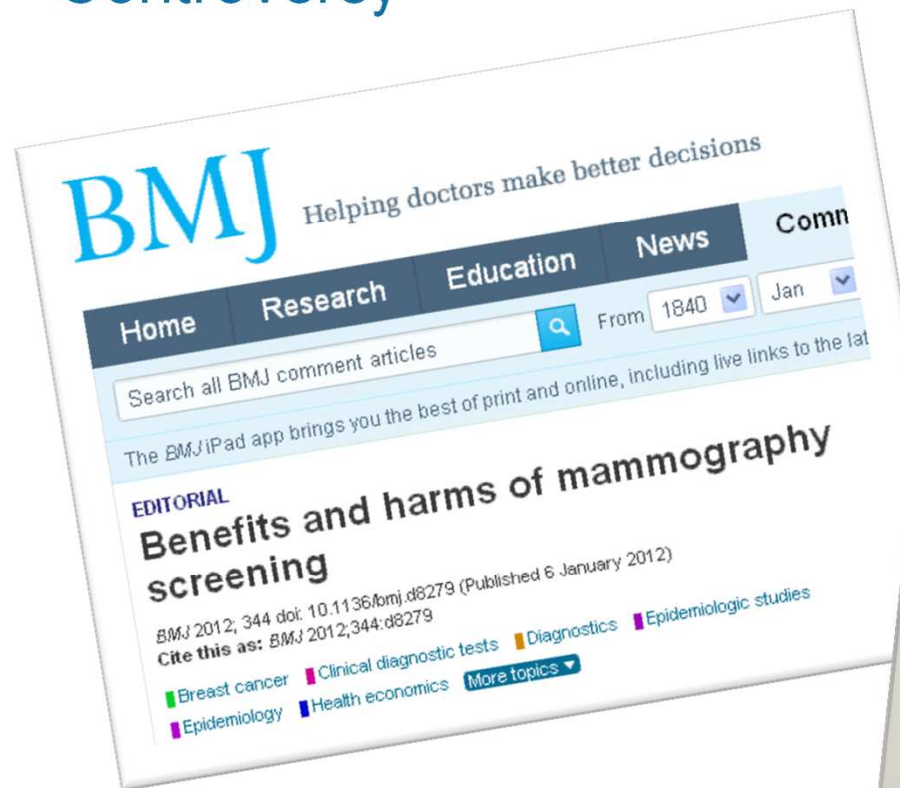 Controversy
BMJ Helping doctors make better decisions
Home Research Education News Comm
Search all BMJ comment articles From 1840 Jan
The BMJ iPad app brings you the best of print and online, including live links to the lat
EDITORIAL
Benefits and harms of mammography
screening
BMJ 2012; 344 doi: 10.1136/bmj.d8279 (Published 6 January 2012)
Cite this as: BMJ 2012;344:d8279
Breast cancer Clinical diagnostic tests Diagnostics Epidemiologic studies
Epidemiology Health economics More topics